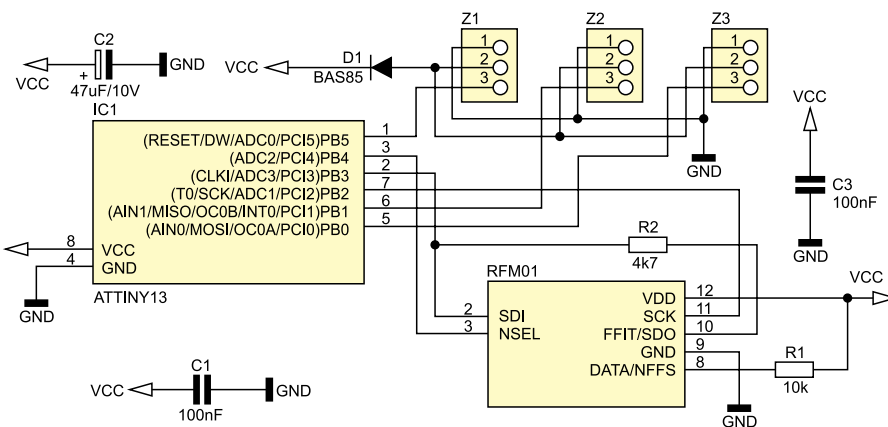 C2
VCC
+
47uF/10V
GND
VCC
D1
BAS85
Z1
1
2
3
Z2
1
2
3
Z3
1
2
3
GND
VCC
C3
100nF
GND
IC1
(RESET/DW/ADC0/PCI5)PB5
(ADC2/PCI4)PB4
(CLKI/ADC3/PCI3)PB3
(T0/SCK/ADC1/PCI2)PB2
(AIN1/MISO/OC0B/INT0/PCI1)PB1
(AIN0/MOSI/OC0A/PCI0)PB0
1
3
2
7
6
5
8
VCC
4
GND
ATTINY13
GND
R2
4k7
RFM01
2
SDI
3
NSEL
VDD
12
SCK
11
FFIT/SDO
10
GND
9
DATA/NFFS
8
VCC
R1
10k
GND
C1
VCC
100nF
GND